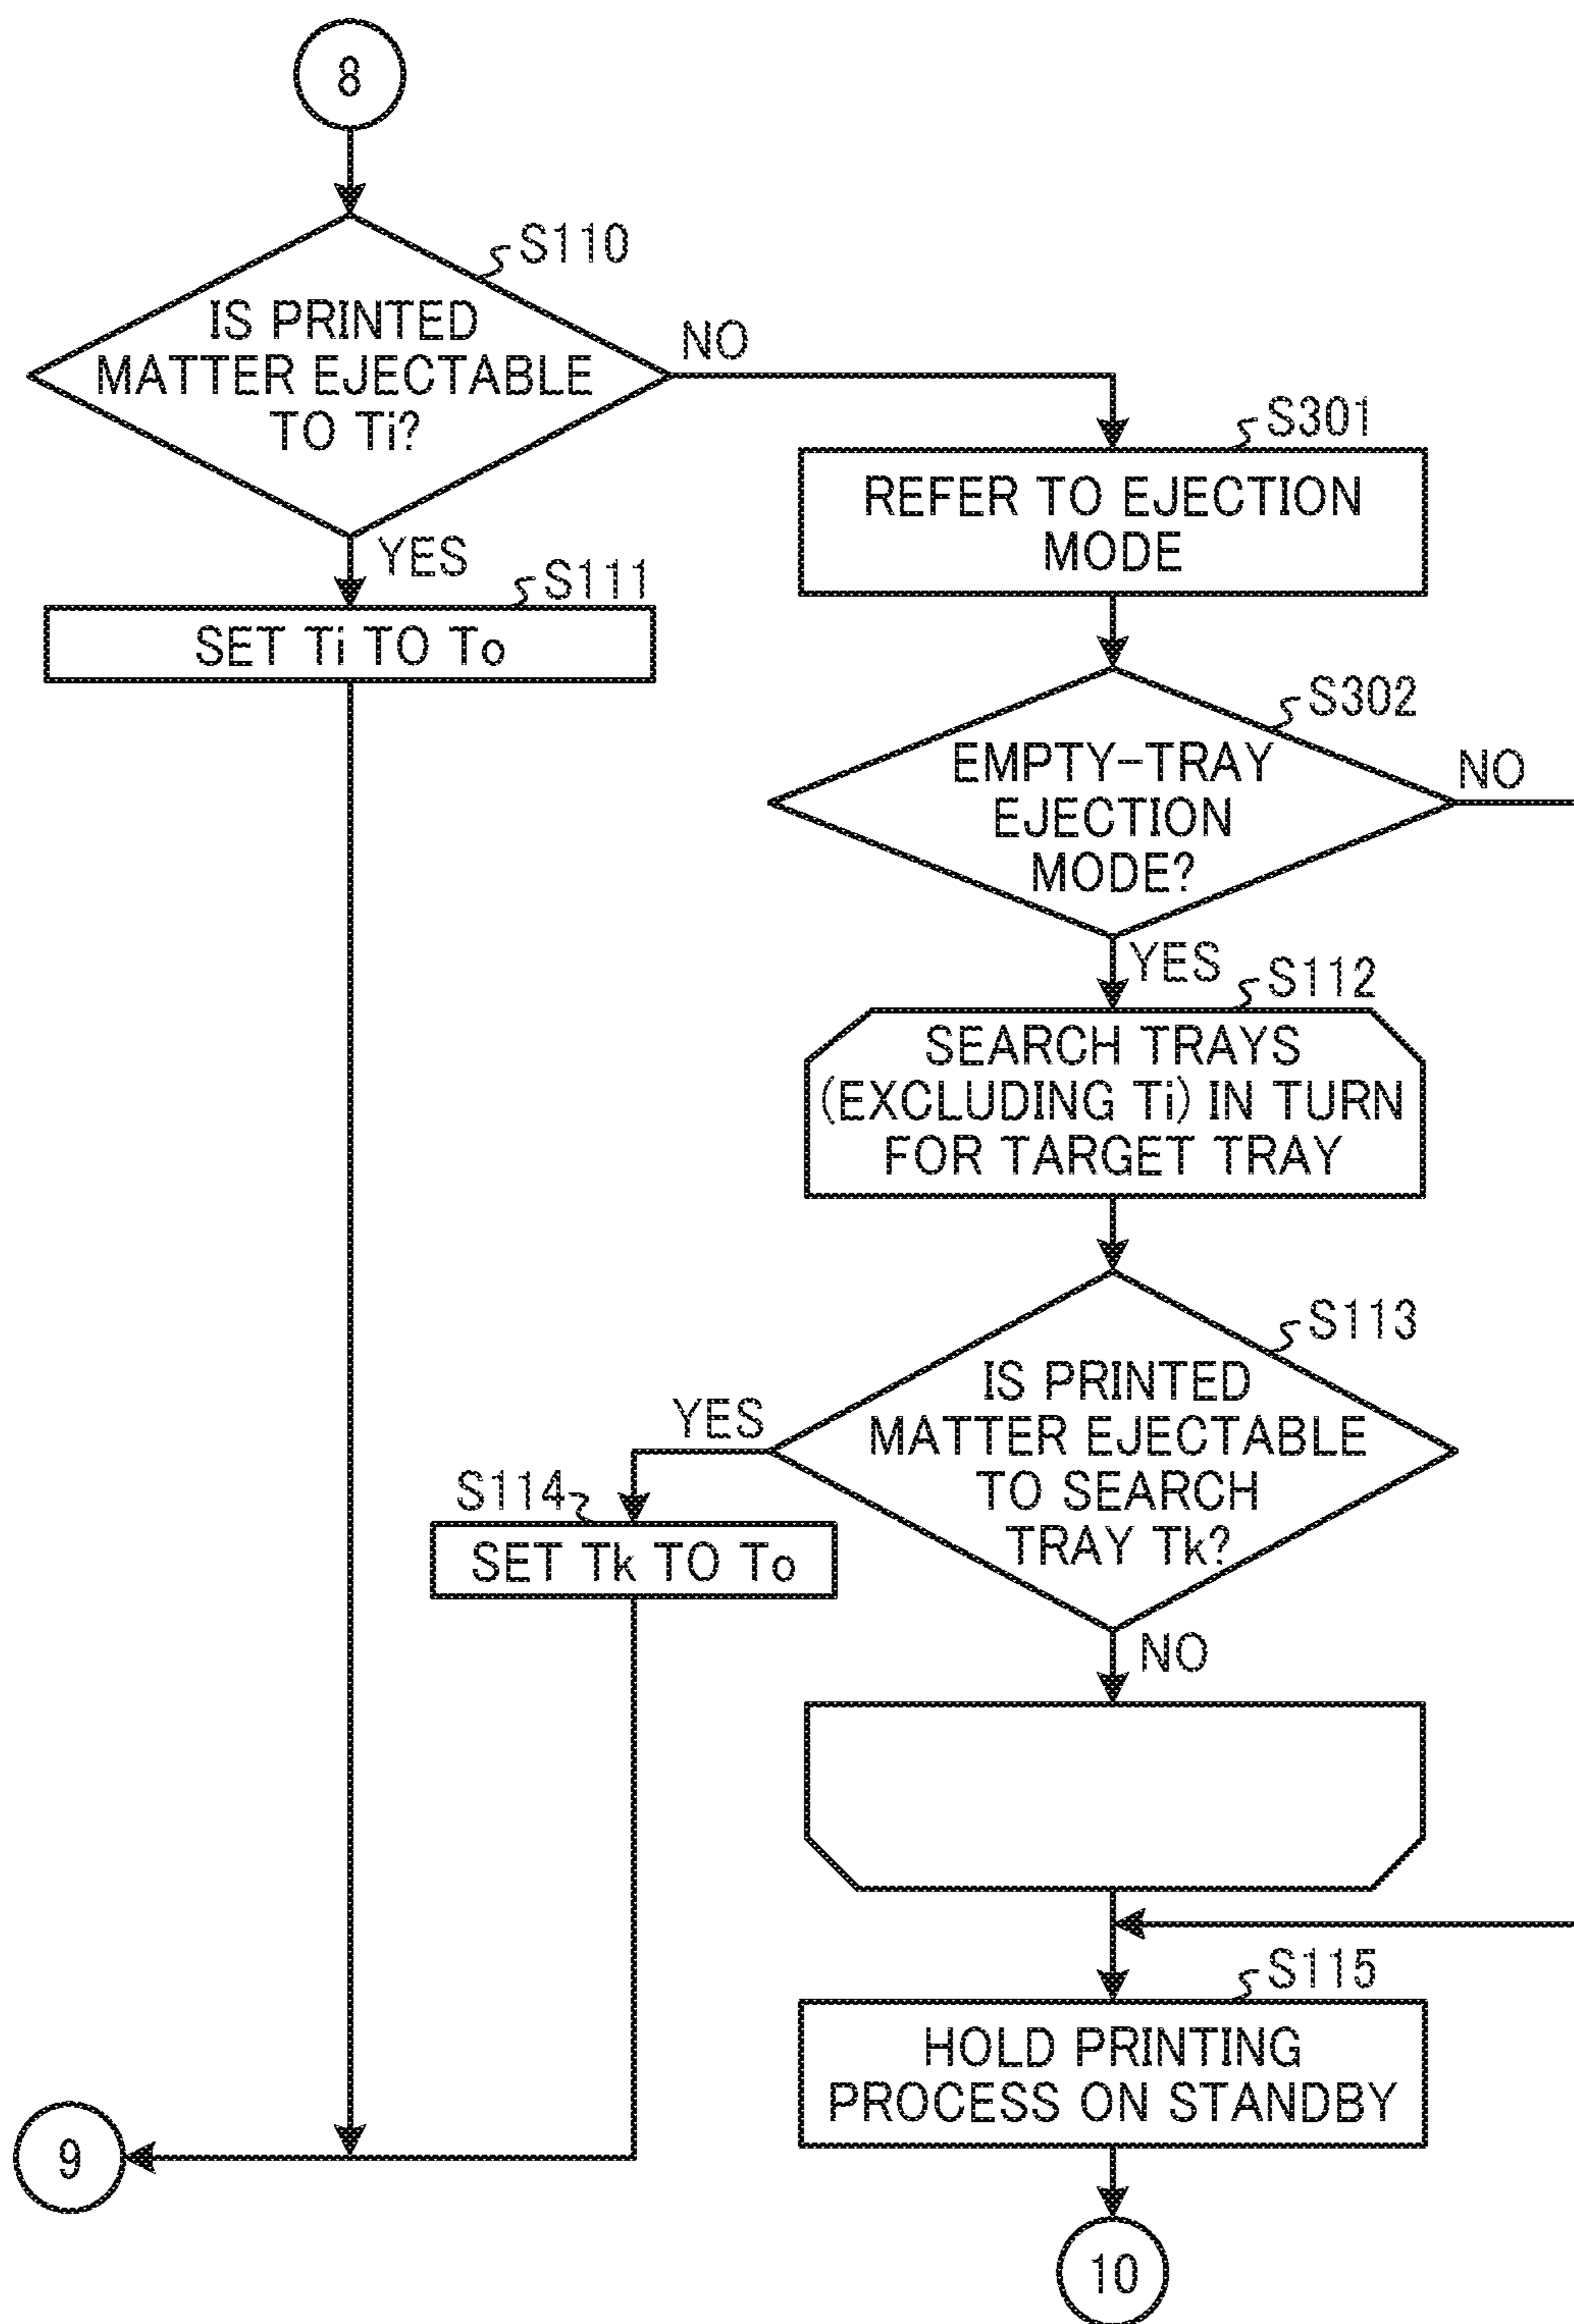 8
S110
IS PRINTED
MATTER EJECTABLE
TO Ti?
NO
YES
S111
SET Ti TO To
S301
REFER TO EJECTION
MODE
S302
EMPTY-TRAY
EJECTION
MODE?
NO
YES
S112
SEARCH TRAYS
(EXCLUDING Ti) IN TURN
FOR TARGET TRAY
S113
IS PRINTED
MATTER EJECTABLE
TO SEARCH
TRAY Tk?
YES
S114
SET Tk TO To
NO
S115
HOLD PRINTING
PROCESS ON STANDBY
9
10